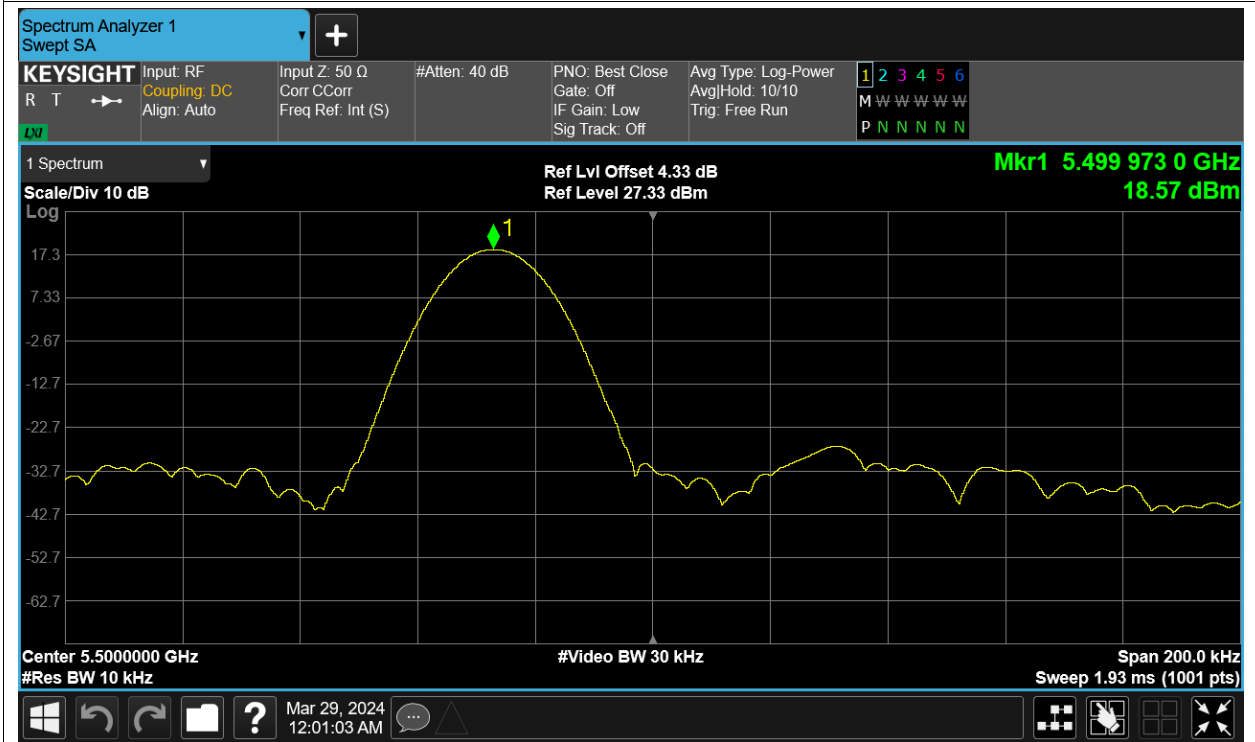 Spectrum Analyzer 1
Swept SA
+
KEYSIGHT
R T
LXI
Input: RF
Coupling: DC
Align: Auto
Input Z: 50 Ω
Corr CCorr
Freq Ref: Int (S)
#Atten: 40 dB
PNO: Best Close
Gate: Off
IF Gain: Low
Sig Track: Off
Avg Type: Log-Power
Avg|Hold: 10/10
Trig: Free Run
1 2 3 4 5 6
M W W W W W
P N N N N N
1 Spectrum
Scale/Div 10 dB
Log
Ref Lvl Offset 4.33 dB
Ref Level 27.33 dBm
Mkr1 5.499 973 0 GHz
18.57 dBm
1
17.3
7.33
-2.67
-12.7
-22.7
-32.7
-42.7
-52.7
-62.7
Center 5.5000000 GHz
#Res BW 10 kHz
#Video BW 30 kHz
Span 200.0 kHz
Sweep 1.93 ms (1001 pts)
?
Mar 29, 2024
12:01:03 AM